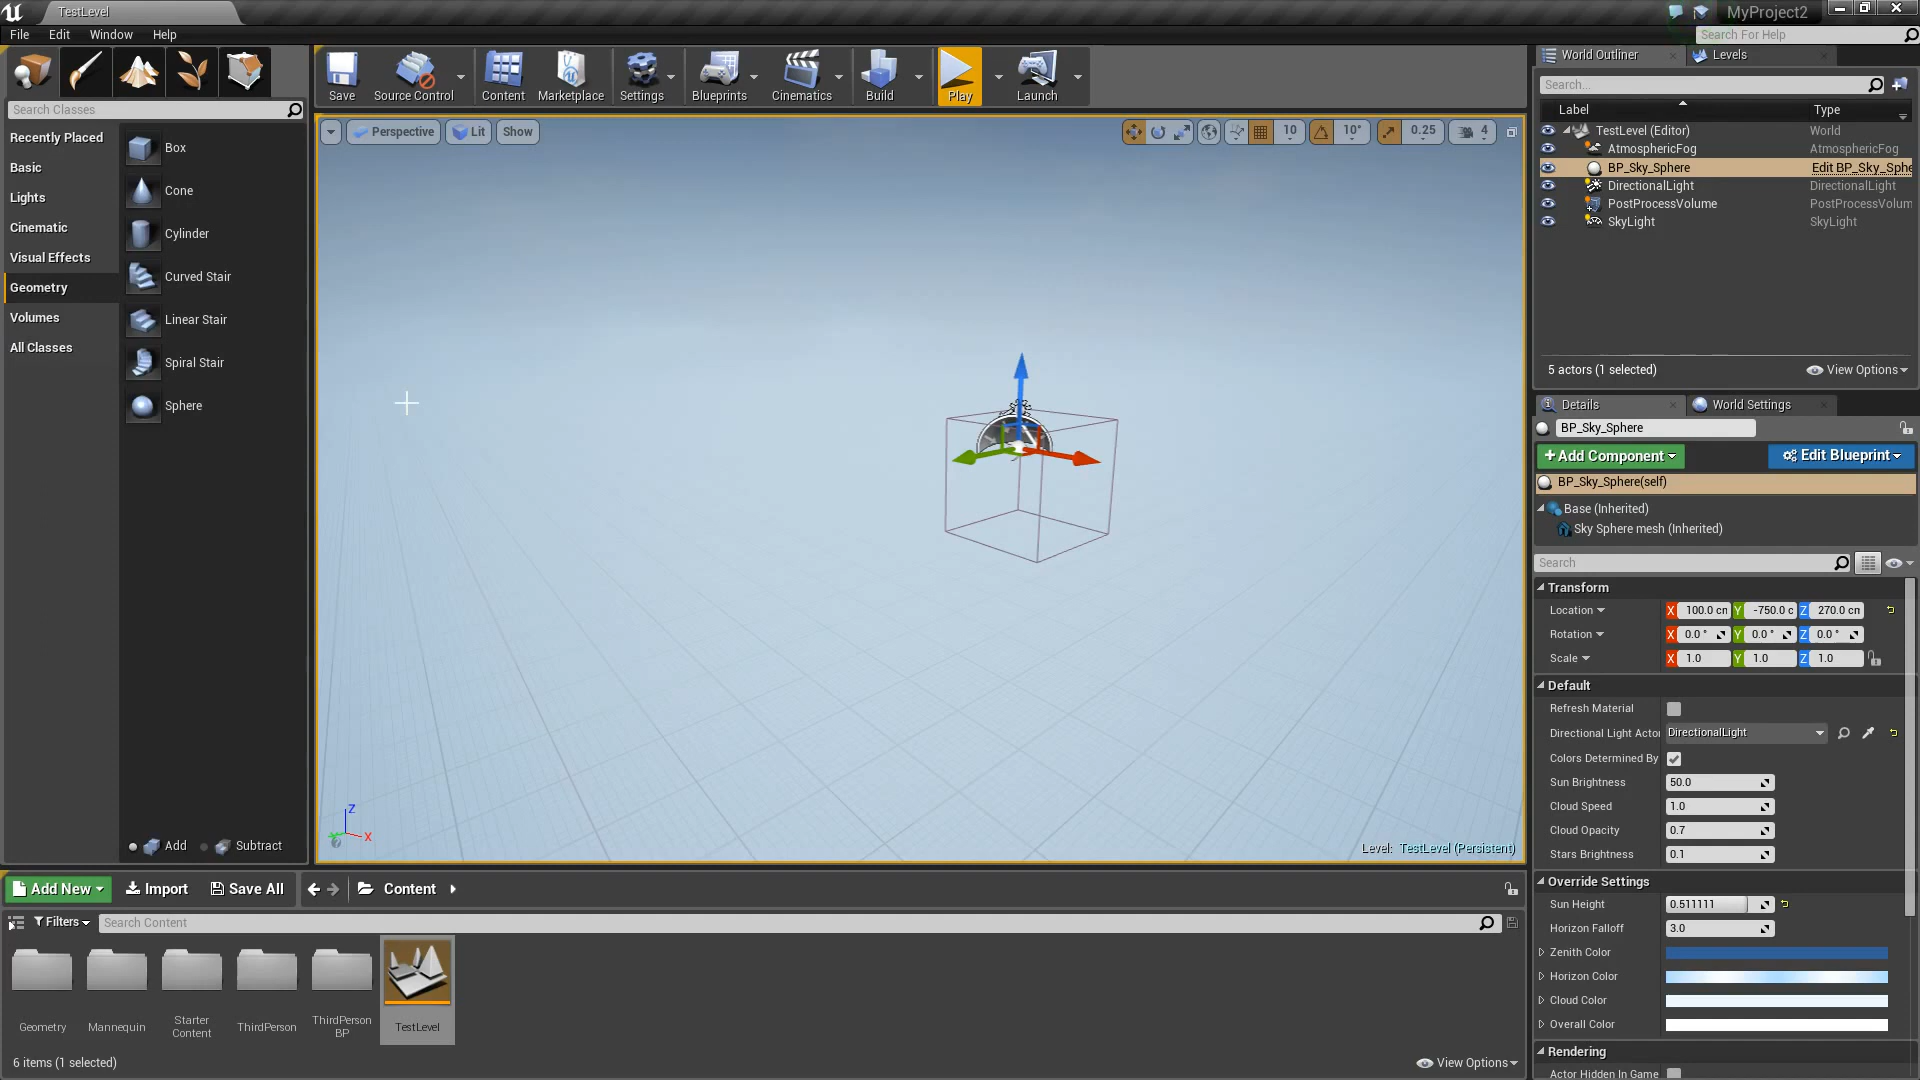 TestLevel
MyProject2
File Edit Window Help
Search For Help
Search Classes
Recently Placed
Basic
Lights
Cinematic
Visual Effects
Geometry
Volumes
All Classes
Box
Cone
Cylinder
Curved Stair
Linear Stair
Spiral Stair
Sphere
Add Subtract
Save Source Control Content Marketplace Settings Blueprints Cinematics Build Play Launch
Perspective Lit Show 10 10° 0.25 4
Z
X
Level: TestLevel (Persistent)
World Outliner Levels
Search...
Label Type
TestLevel (Editor) World
AtmosphericFog AtmosphericFog
BP_Sky_Sphere Edit BP_Sky_Sphe
DirectionalLight DirectionalLight
PostProcessVolume PostProcessVolum
SkyLight SkyLight
5 actors (1 selected) View Options
Details World Settings
BP_Sky_Sphere
+Add Component Edit Blueprint
BP_Sky_Sphere(self)
Base (Inherited)
Sky Sphere mesh (Inherited)
Search
Transform
Location X 100.0 cn Y -750.0 c Z 270.0 cn
Rotation X 0.0 ° Y 0.0 ° Z 0.0 °
Scale X 1.0 Y 1.0 Z 1.0
Default
Refresh Material
Directional Light Actor DirectionalLight
Colors Determined By
Sun Brightness 50.0
Cloud Speed 1.0
Cloud Opacity 0.7
Stars Brightness 0.1
Override Settings
Sun Height 0.511111
Horizon Falloff 3.0
Zenith Color
Horizon Color
Cloud Color
Overall Color
Rendering
Actor Hidden In Game
Add New Import Save All Content
Filters Search Content
Geometry
Mannequin
Starter
Content
ThirdPerson
ThirdPerson
BP
TestLevel
6 items (1 selected) View Options